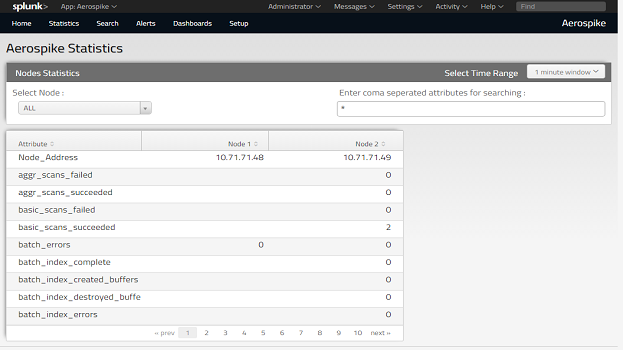 splunk> App: Aerospike Administrator Messages Settings Activity Help Find
Home Statistics Search Alerts Dashboards Setup Aerospike
Aerospike Statistics
Nodes Statistics Select Time Range 1 minute window
Select Node : Enter coma seperated attributes for searching :
ALL *
Attribute Node 1 Node 2
Node_Address 10.71.71.48 10.71.71.49
aggr_scans_failed 0
aggr_scans_succeeded 0
basic_scans_failed 0
basic_scans_succeeded 2
batch_errors 0 0
batch_index_complete 0
batch_index_created_buffers 0
batch_index_destroyed_buffe 0
batch_index_errors 0
« prev 1 2 3 4 5 6 7 8 9 10 next »